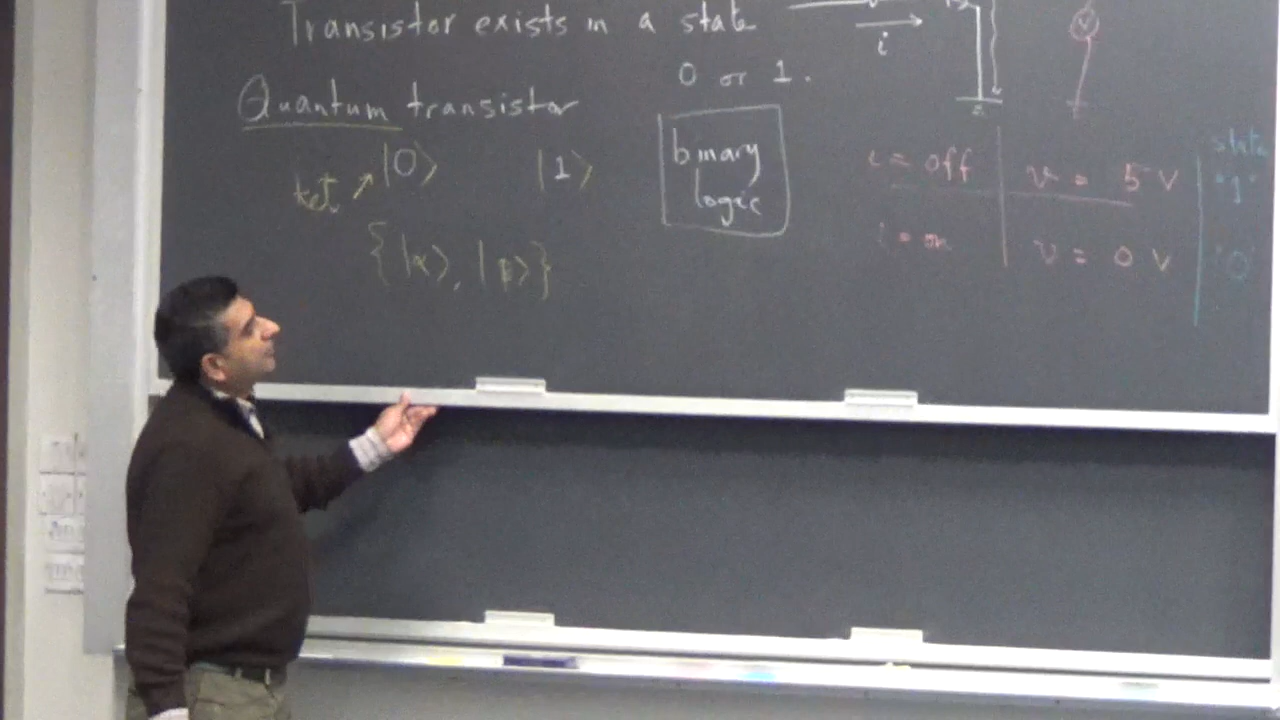 Transistor exists in a state
0 or 1.
i
Quantum transistor
ket |0⟩ |1⟩
binary
logic
{|α⟩, |β⟩}
V
state
i = off v = 5 V "1"
i = on v = 0 V "0"